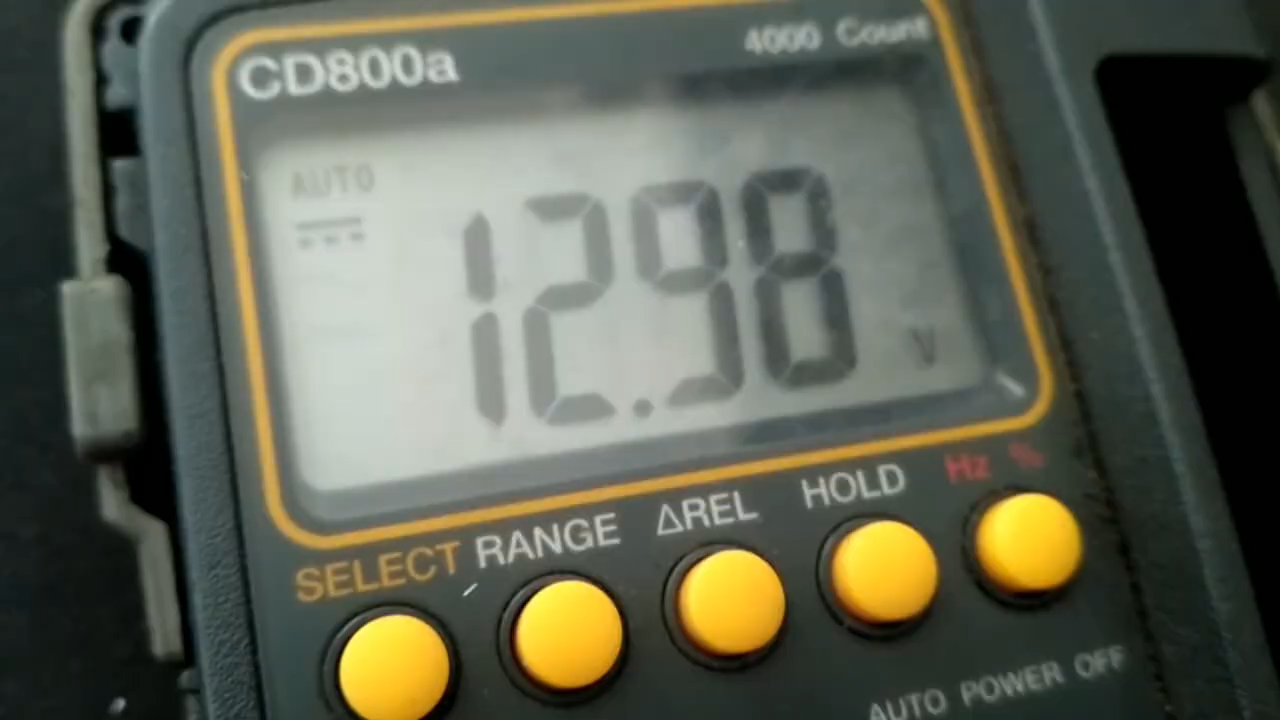 CD800a 4000 Count
AUTO
12.98 V
SELECT RANGE ΔREL HOLD Hz %
AUTO POWER OFF